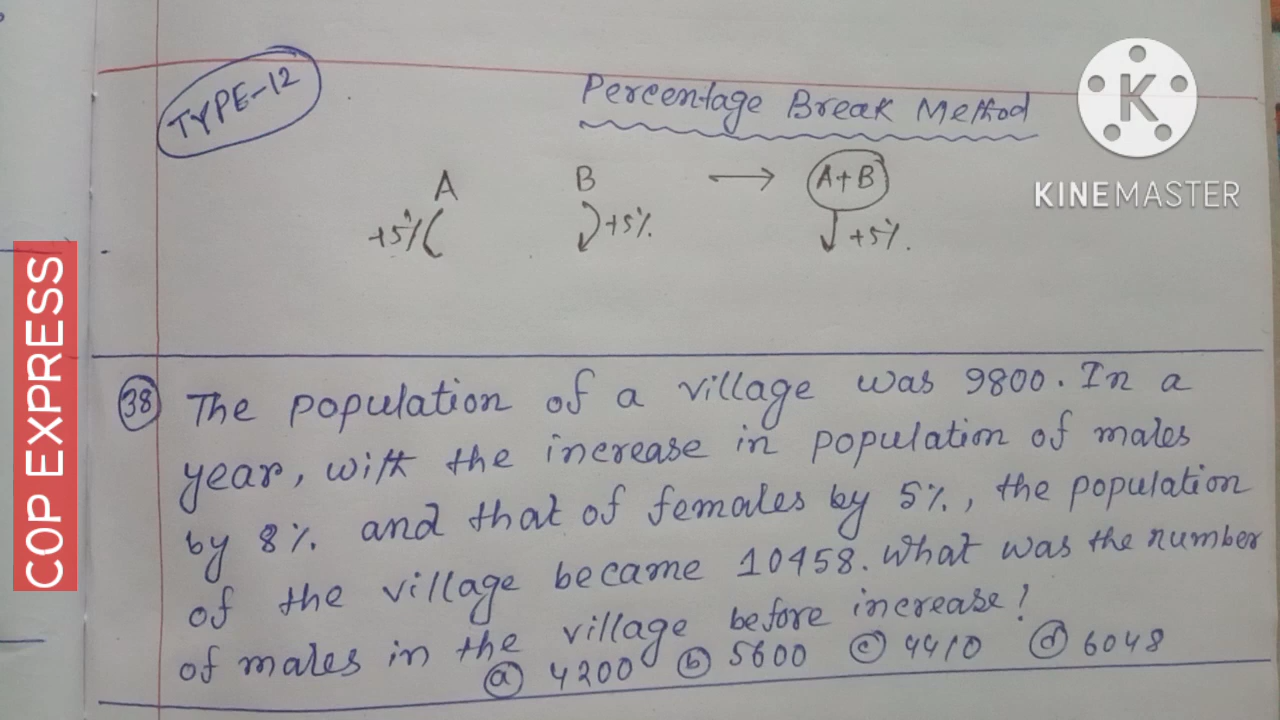 TYPE-12
Percentage Break Method
K
KINEMASTER
A B → A+B
+5% +5% +5%.
COP EXPRESS
38 The population of a village was 9800. In a
year, with the increase in population of males
by 8%. and that of females by 5%., the population
of the village became 10458. What was the number
of males in the village before increase?
a 4200 b 5600 c 4410 d 6048